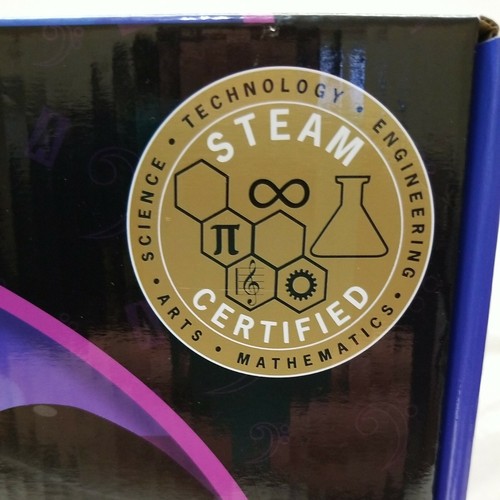 STEAM
CERTIFIED
SCIENCE • TECHNOLOGY • ENGINEERING • MATHEMATICS • ARTS •
π